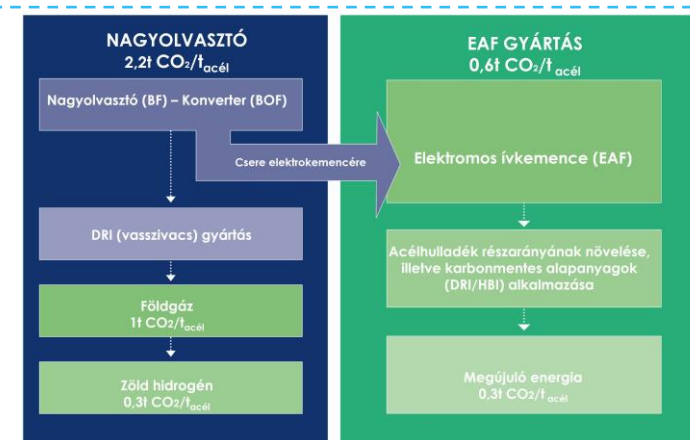 NAGYOLVASZTÓ
2,2t CO₂/tacél
Nagyolvasztó (BF) – Konverter (BOF)
DRI (vasszivacs) gyártás
Földgáz
1t CO₂/tacél
Zöld hidrogén
0,3t CO₂/tacél
Csere elektrokemencére
EAF GYÁRTÁS
0,6t CO₂/tacél
Elektromos ívkemence (EAF)
Acélhulladék részarányának növelése,
illetve karbonmentes alapanyagok
(DRI/HBI) alkalmazása
Megújuló energia
0,3t CO₂/tacél